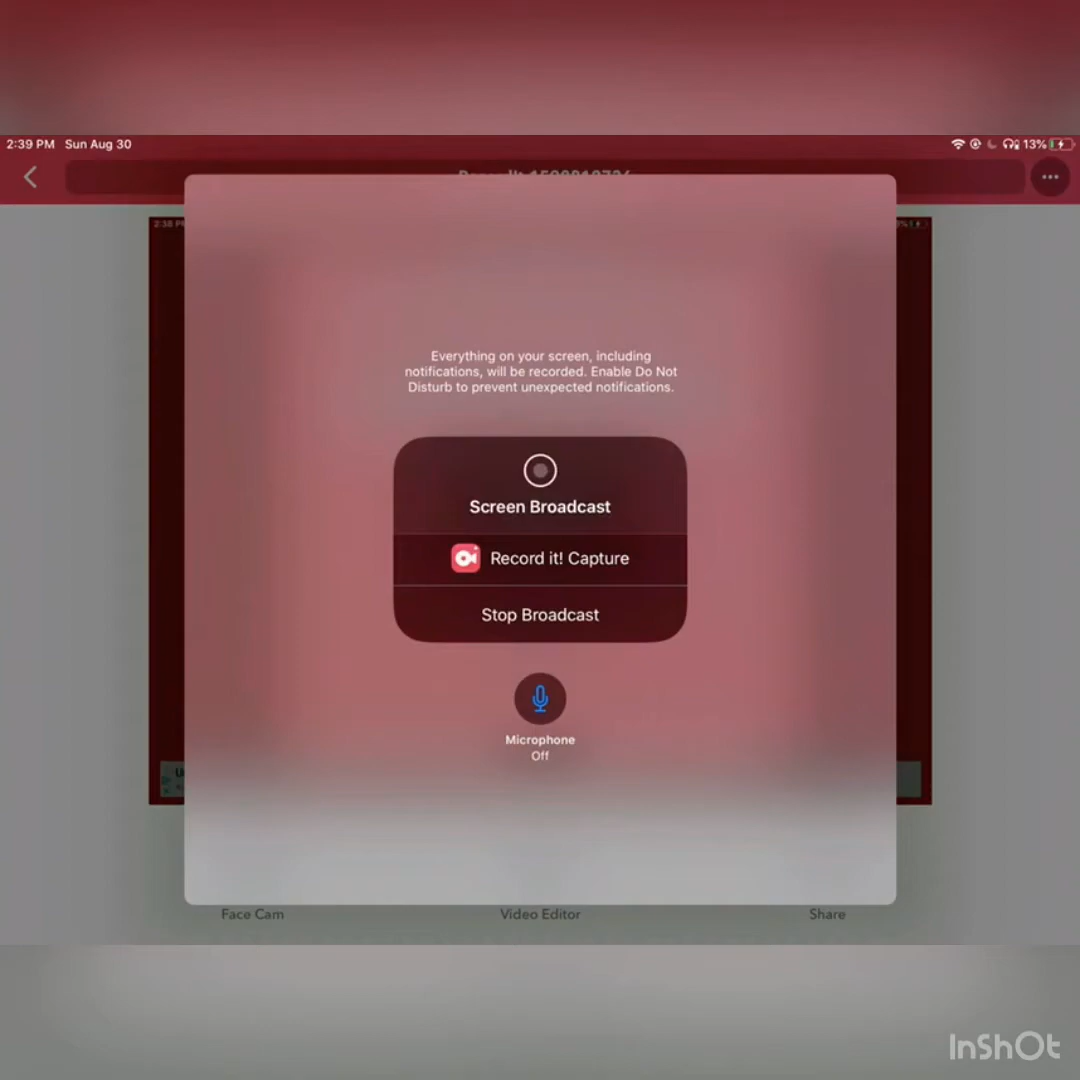 2:39 PM Sun Aug 30
13%
Everything on your screen, including
notifications, will be recorded. Enable Do Not
Disturb to prevent unexpected notifications.
Screen Broadcast
Record it! Capture
Stop Broadcast
Microphone
Off
Face Cam
Video Editor
Share
InShOt